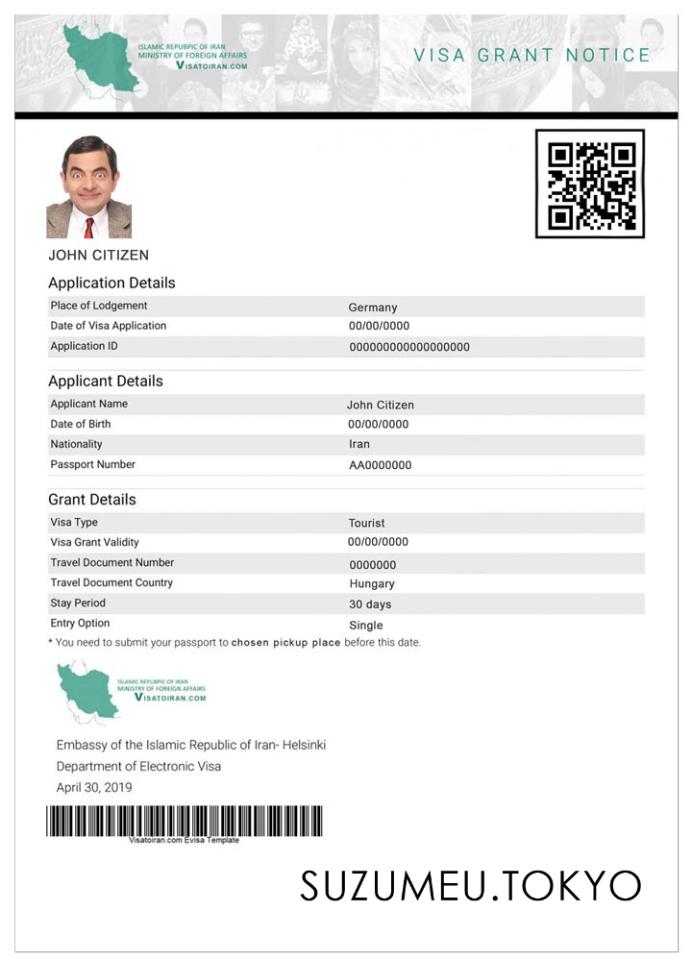 ISLAMIC REPUBPIC OF IRAN
MINISTRY OF FOREIGN AFFAIRS
VISATOIRAN.COM
VISA GRANT NOTICE
JOHN CITIZEN
Application Details
Place of Lodgement Germany
Date of Visa Application 00/00/0000
Application ID 000000000000000000
Applicant Details
Applicant Name John Citizen
Date of Birth 00/00/0000
Nationality Iran
Passport Number AA0000000
Grant Details
Visa Type Tourist
Visa Grant Validity 00/00/0000
Travel Document Number 0000000
Travel Document Country Hungary
Stay Period 30 days
Entry Option Single
* You need to submit your passport to chosen pickup place before this date.
ISLAMIC REPUBPIC OF IRAN
MINISTRY OF FOREIGN AFFAIRS
VISATOIRAN.COM
Embassy of the Islamic Republic of Iran- Helsinki
Department of Electronic Visa
April 30, 2019
Visatoiran.com Evisa Template
SUZUMEU.TOKYO